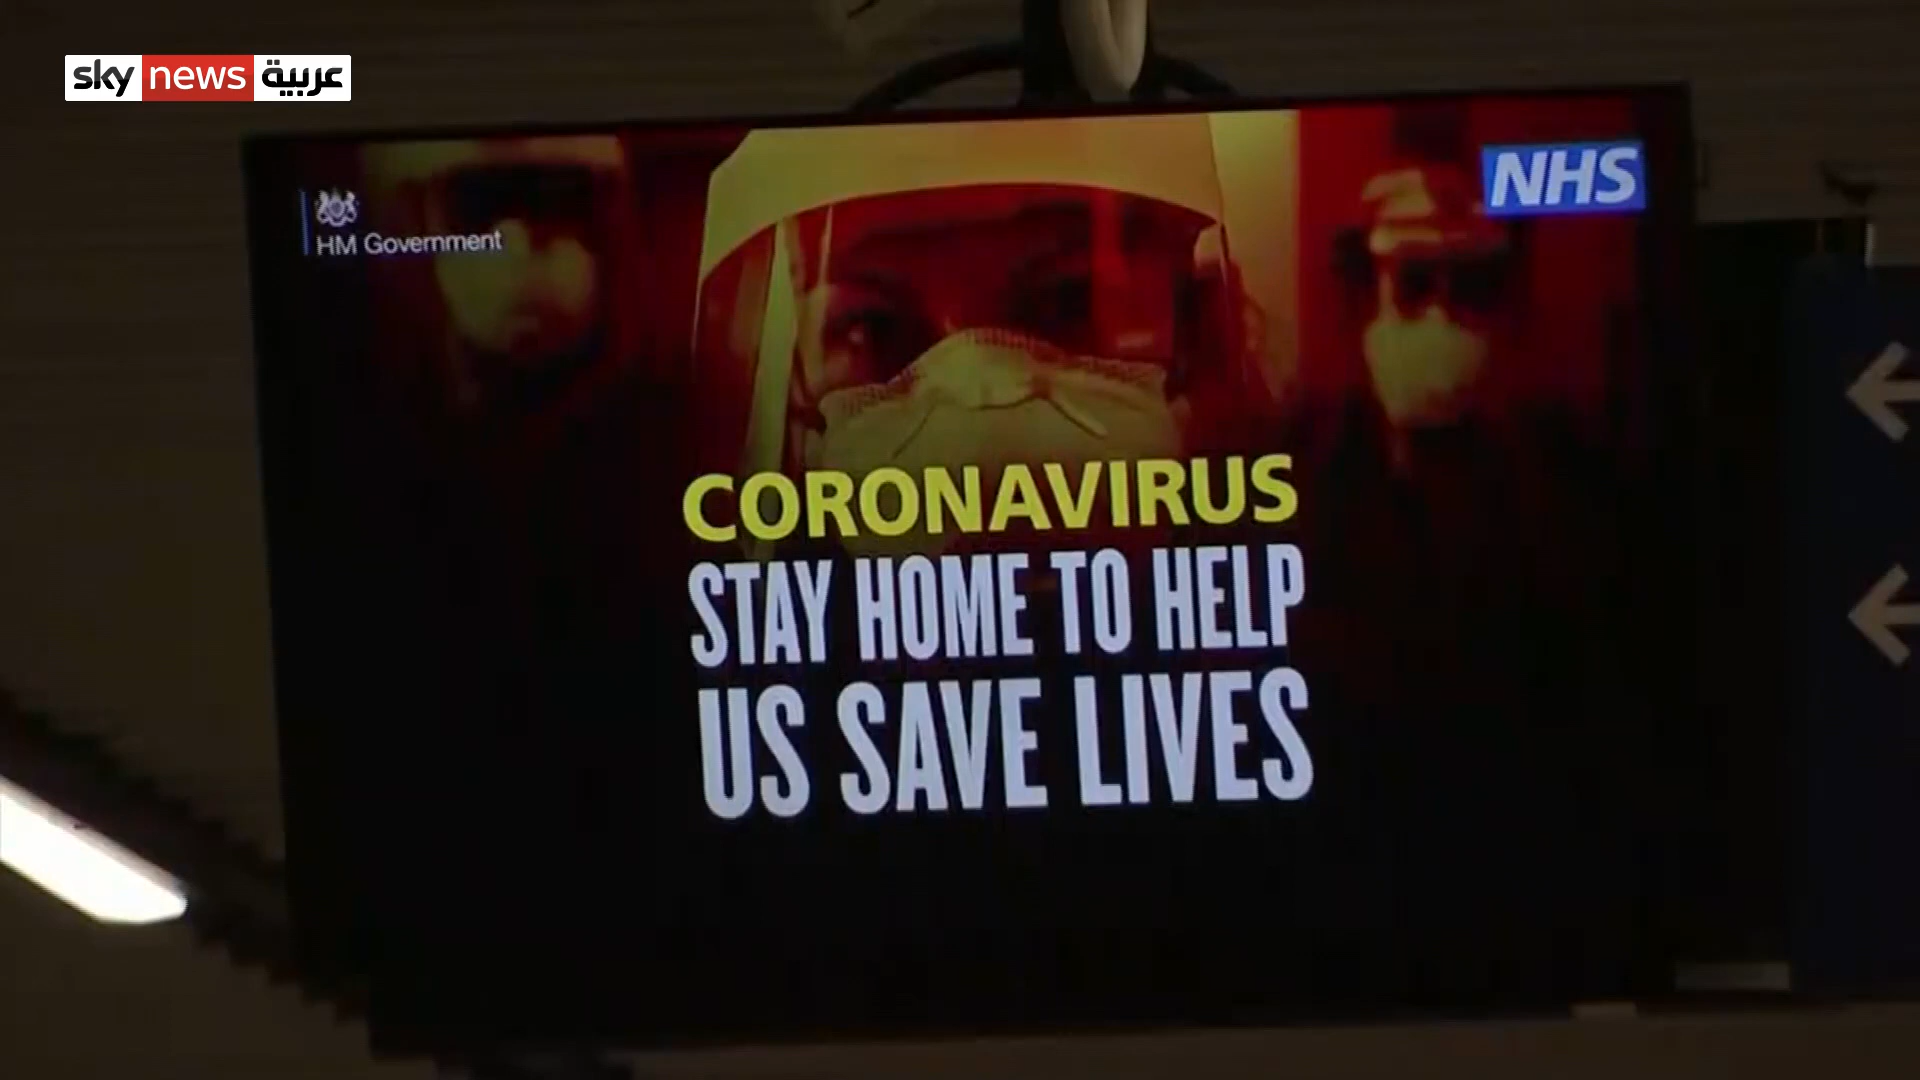 sky news عربية
HM Government
NHS
CORONAVIRUS
STAY HOME TO HELP
US SAVE LIVES